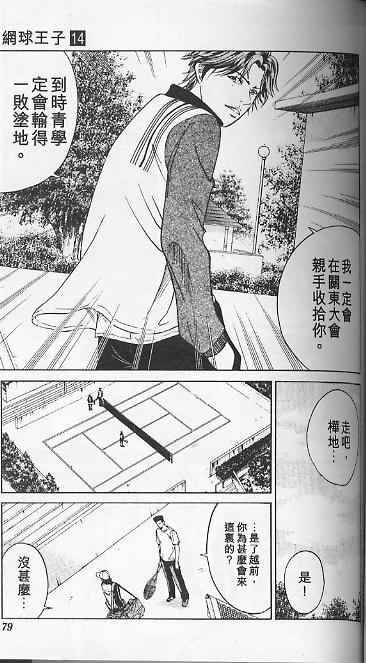 網球王子 14
我一定會
在關東大會
親手收拾你。
到時青學
定會輸得
一敗塗地。
走吧,
樺地…
是!
…是了越前,
你為甚麼會來
這裏的?
沒甚麼…
79